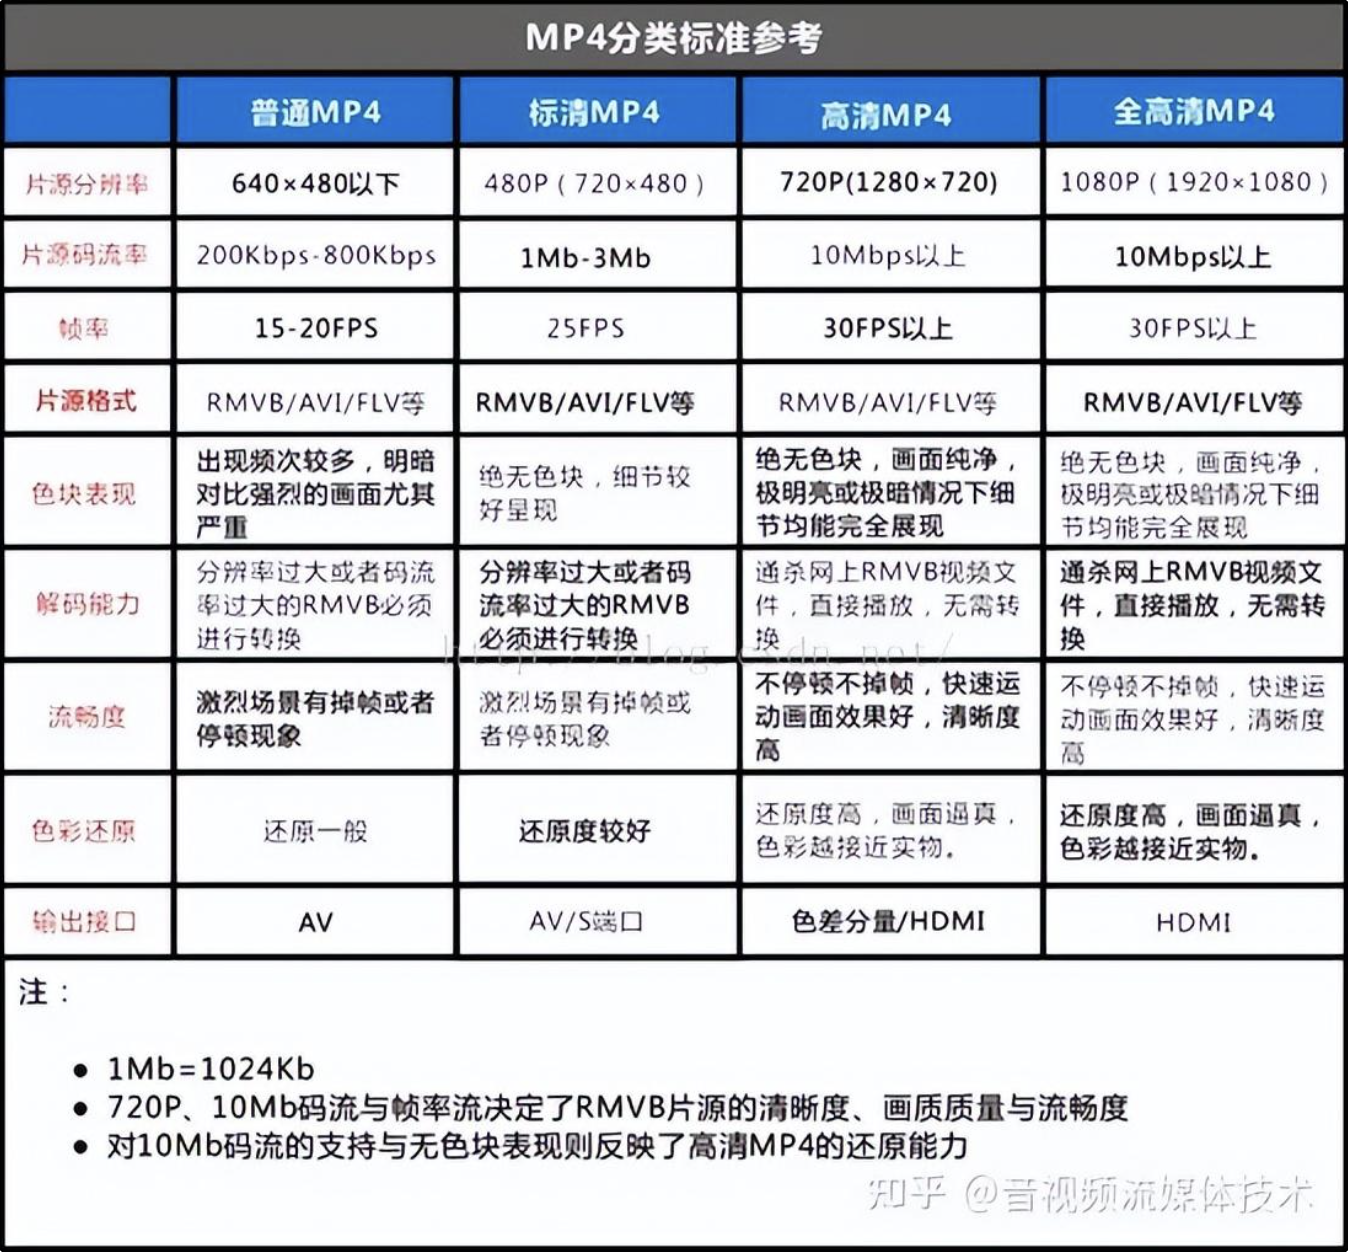 MP4分类标准参考
普通MP4 标清MP4 高清MP4 全高清MP4
片源分辨率 640×480以下 480P（720×480） 720P(1280×720) 1080P（1920×1080）
片源码流率 200Kbps-800Kbps 1Mb-3Mb 10Mbps以上 10Mbps以上
帧率 15-20FPS 25FPS 30FPS以上 30FPS以上
片源格式 RMVB/AVI/FLV等 RMVB/AVI/FLV等 RMVB/AVI/FLV等 RMVB/AVI/FLV等
色块表现
出现频次较多，明暗
对比强烈的画面尤其
严重
绝无色块，细节较
好呈现
绝无色块，画面纯净，
极明亮或极暗情况下细
节均能完全展现
绝无色块，画面纯净，
极明亮或极暗情况下细
节均能完全展现
解码能力
分辨率过大或者码流
率过大的RMVB必须
进行转换
分辨率过大或者码
流率过大的RMVB
必须进行转换
通杀网上RMVB视频文
件，直接播放，无需转
换
通杀网上RMVB视频文
件，直接播放，无需转
换
http://blog.csdn.net/
流畅度
激烈场景有掉帧或者
停顿现象
激烈场景有掉帧或
者停顿现象
不停顿不掉帧，快速运
动画面效果好，清晰度
高
不停顿不掉帧，快速运
动画面效果好，清晰度
高
色彩还原
还原一般
还原度较好
还原度高，画面逼真，
色彩越接近实物。
还原度高，画面逼真，
色彩越接近实物。
输出接口 AV AV/S端口 色差分量/HDMI HDMI
注：
● 1Mb=1024Kb
● 720P、10Mb码流与帧率流决定了RMVB片源的清晰度、画质质量与流畅度
● 对10Mb码流的支持与无色块表现则反映了高清MP4的还原能力
知乎 @音视频流媒体技术